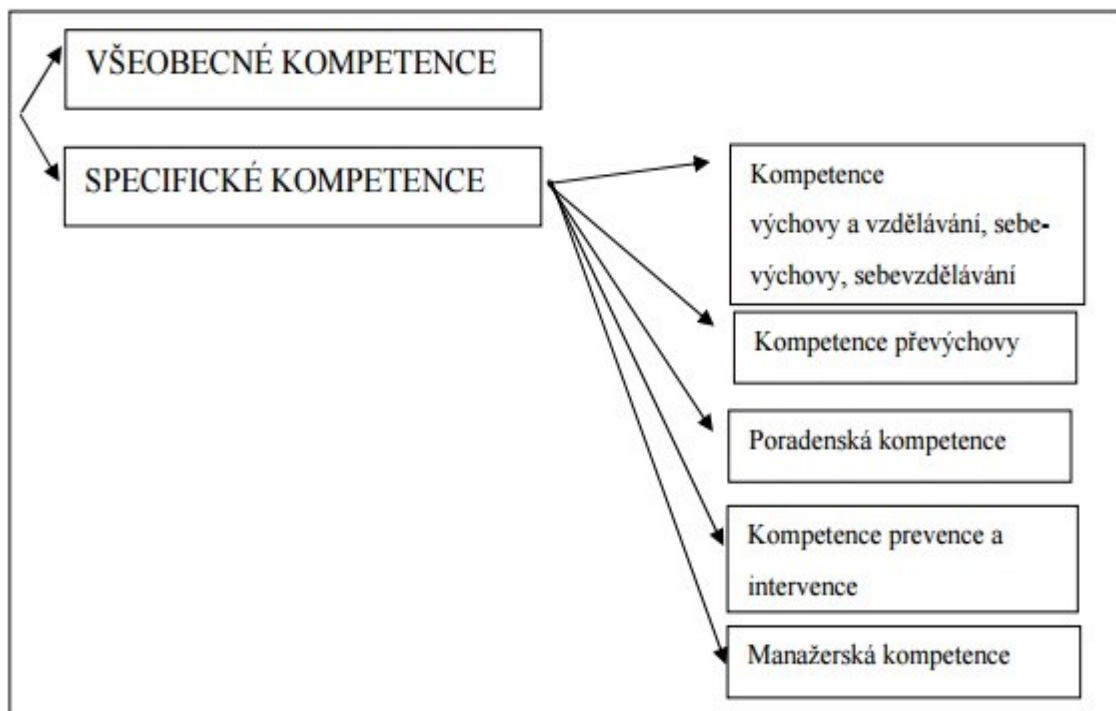 VŠEOBECNÉ KOMPETENCE
SPECIFICKÉ KOMPETENCE
Kompetence
výchovy a vzdělávání, sebe-
výchovy, sebevzdělávání
Kompetence převýchovy
Poradenská kompetence
Kompetence prevence a
intervence
Manažerská kompetence